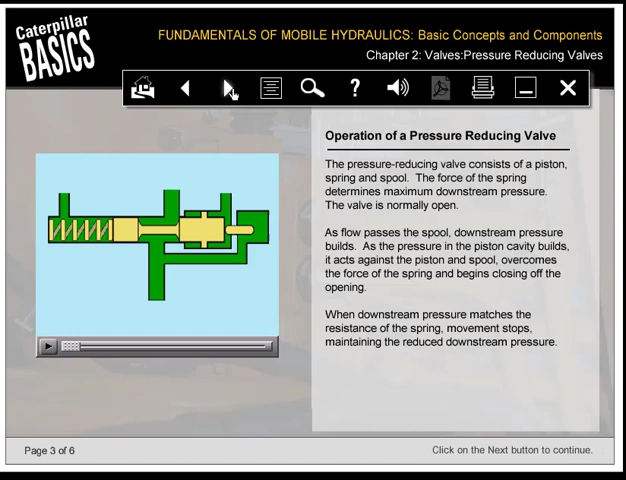 Caterpillar
BASICS
FUNDAMENTALS OF MOBILE HYDRAULICS: Basic Concepts and Components
Chapter 2: Valves:Pressure Reducing Valves
?
Operation of a Pressure Reducing Valve
The pressure-reducing valve consists of a piston,
spring and spool.  The force of the spring
determines maximum downstream pressure.
The valve is normally open.
As flow passes the spool, downstream pressure
builds.  As the pressure in the piston cavity builds,
it acts against the piston and spool, overcomes
the force of the spring and begins closing off the
opening.
When downstream pressure matches the
resistance of the spring, movement stops,
maintaining the reduced downstream pressure.
Page 3 of 6
Click on the Next button to continue.